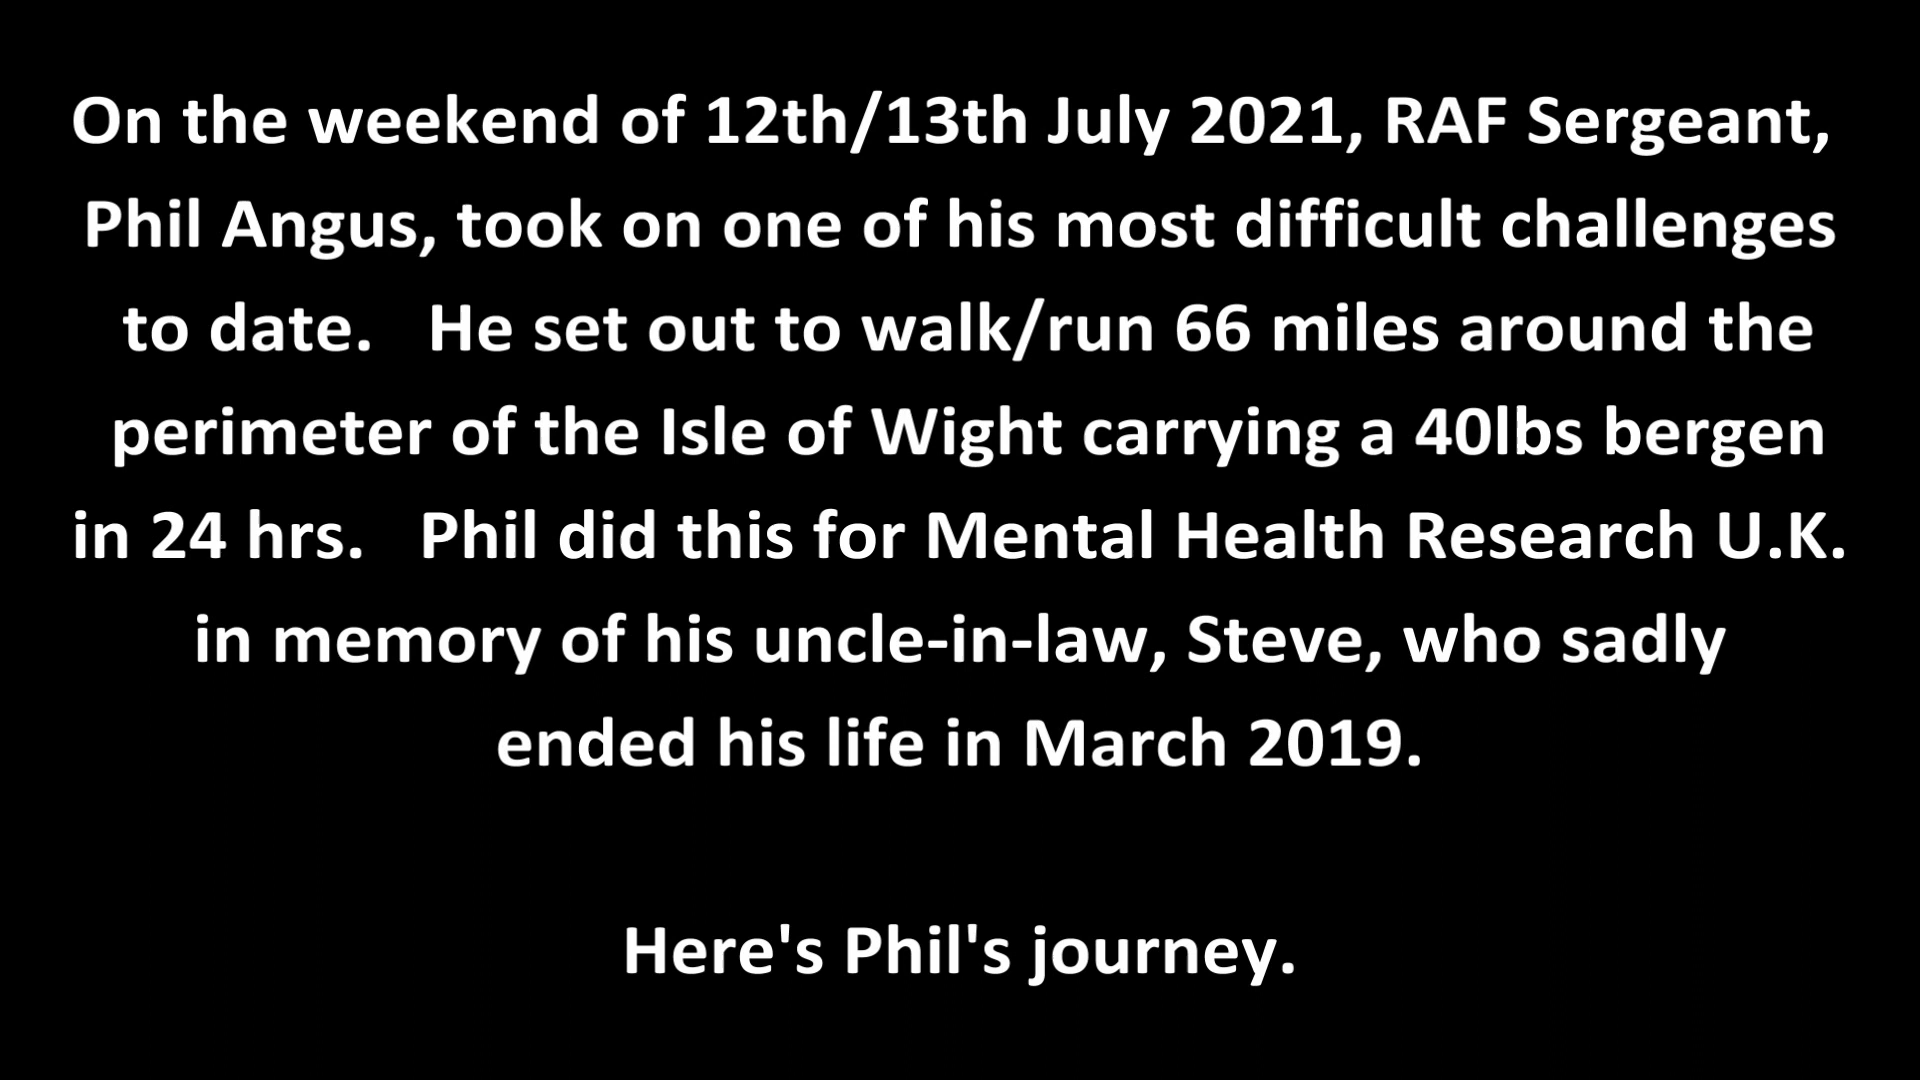 On the weekend of 12th/13th July 2021, RAF Sergeant,
Phil Angus, took on one of his most difficult challenges
to date.   He set out to walk/run 66 miles around the
perimeter of the Isle of Wight carrying a 40lbs bergen
in 24 hrs.   Phil did this for Mental Health Research U.K.
in memory of his uncle-in-law, Steve, who sadly
ended his life in March 2019.
Here's Phil's journey.